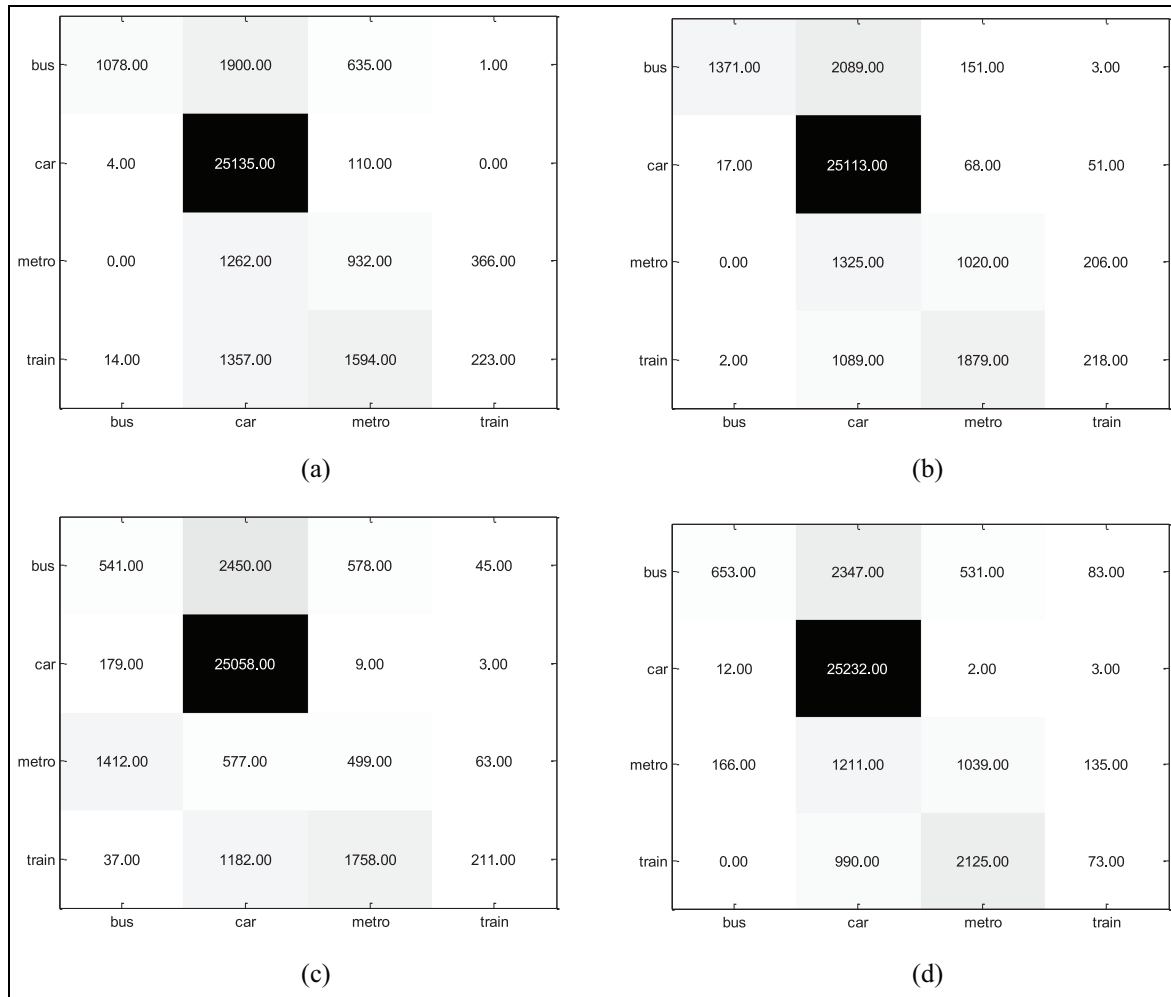 bus 1078.00 1900.00 635.00 1.00
car 4.00 25135.00 110.00 0.00
metro 0.00 1262.00 932.00 366.00
train 14.00 1357.00 1594.00 223.00
bus car metro train
(a)
bus 1371.00 2089.00 151.00 3.00
car 17.00 25113.00 68.00 51.00
metro 0.00 1325.00 1020.00 206.00
train 2.00 1089.00 1879.00 218.00
bus car metro train
(b)
bus 541.00 2450.00 578.00 45.00
car 179.00 25058.00 9.00 3.00
metro 1412.00 577.00 499.00 63.00
train 37.00 1182.00 1758.00 211.00
bus car metro train
(c)
bus 653.00 2347.00 531.00 83.00
car 12.00 25232.00 2.00 3.00
metro 166.00 1211.00 1039.00 135.00
train 0.00 990.00 2125.00 73.00
bus car metro train
(d)